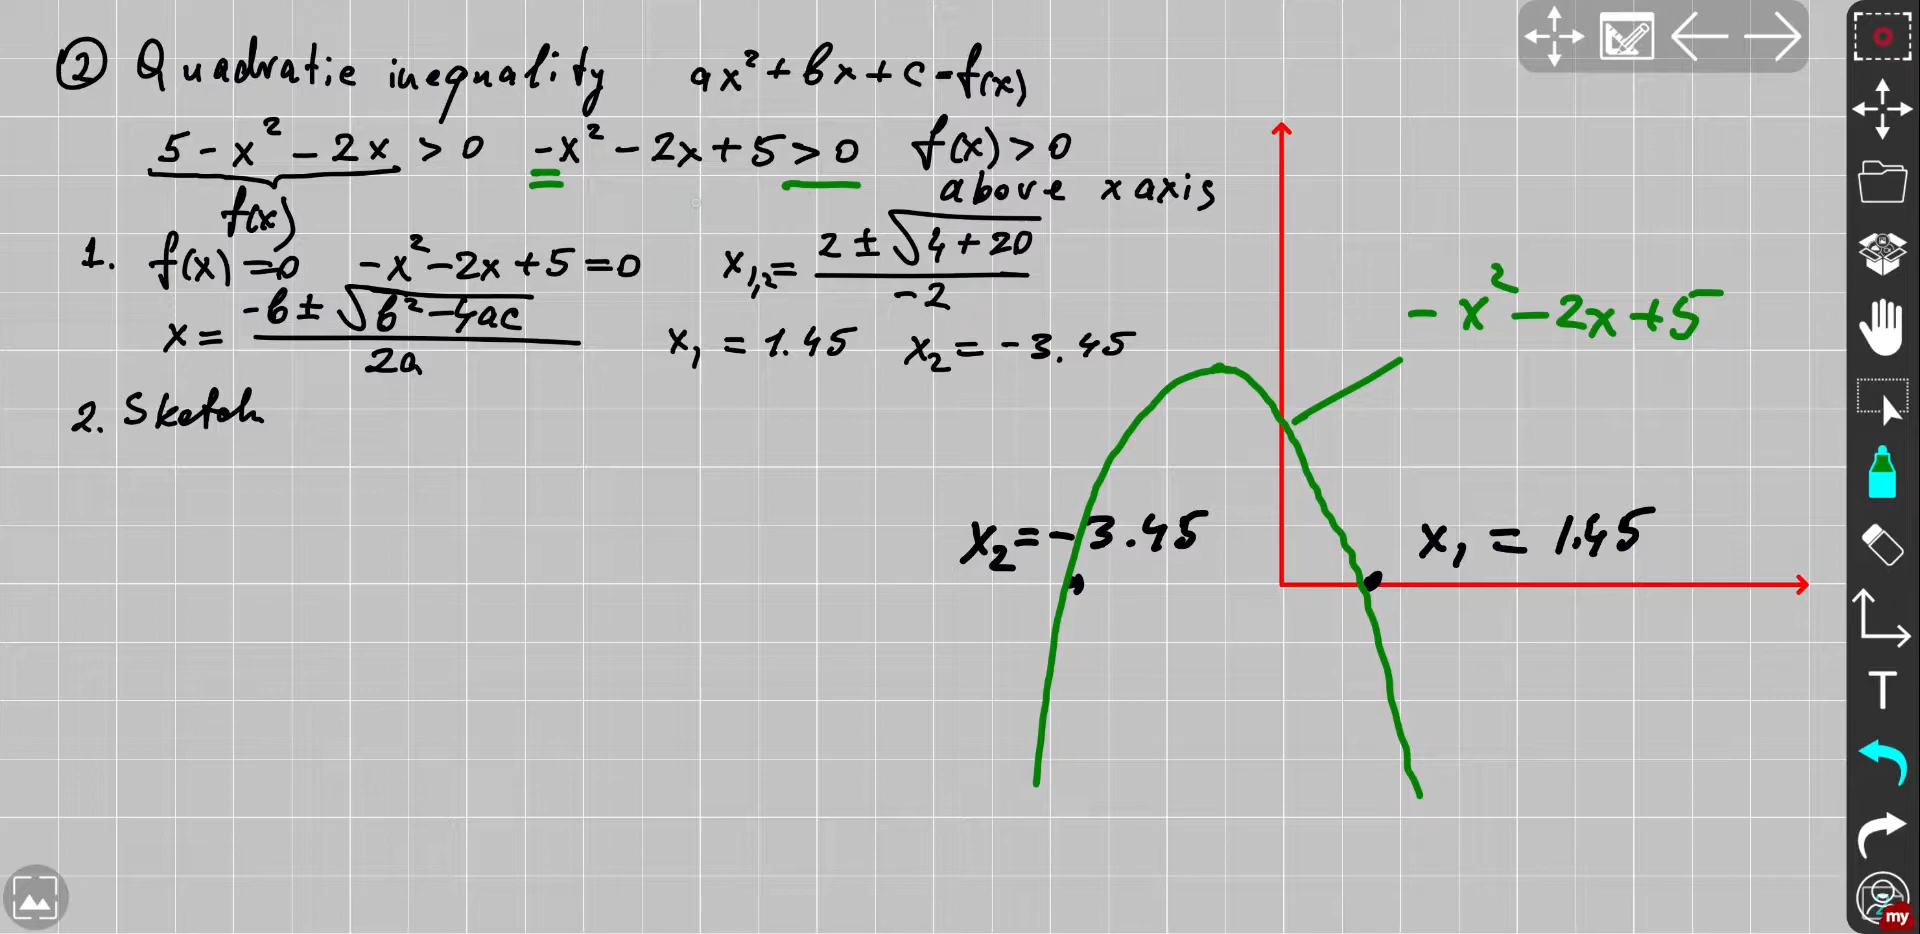 ② Quadratic inequality ax² + bx + c = f(x)
5 - x² - 2x > 0 -x² - 2x + 5 > 0 f(x) > 0
f(x) above x axis
1. f(x) = 0 -x² - 2x + 5 = 0 x₁,₂ = (2 ± √(4 + 20)) / -2
x = (-b ± √(b² - 4ac)) / 2a x₁ = 1.45 x₂ = -3.45
2. Sketch
-x² - 2x + 5
x₂ = -3.45 x₁ = 1.45
T
my